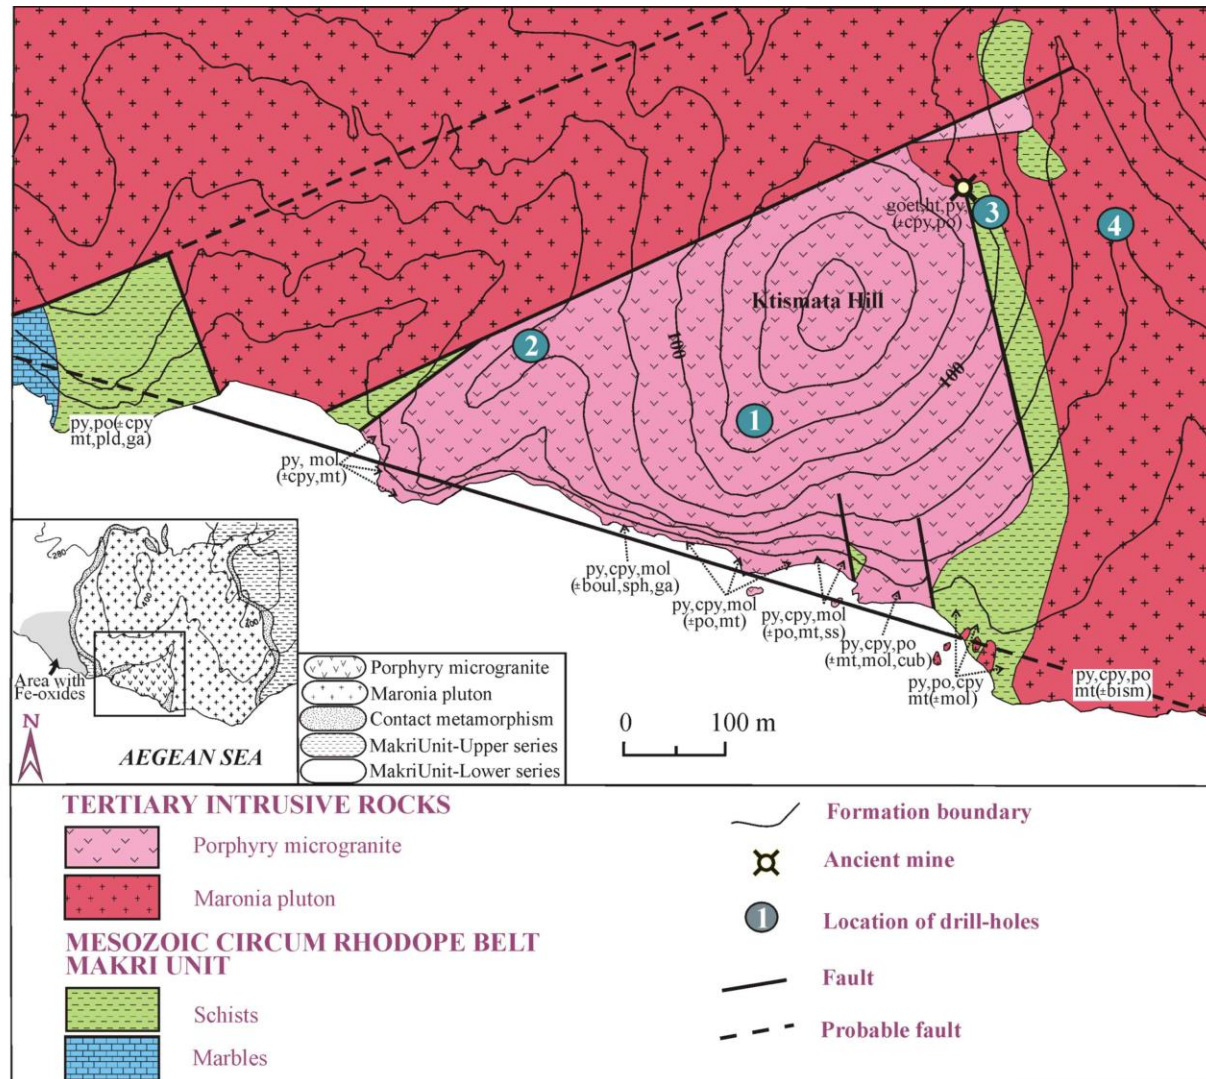 goetht,py,
(±cpy,po)
3
4
Ktismata Hill
100
100
2
1
py,po(±cpy
mt,pld,ga)
py, mol
(±cpy,mt)
py,cpy,mol
(±boul,sph,ga)
py,cpy,mol
(±po,mt)
py,cpy,mol
(±po,mt,ss)
py,cpy,po
(±mt,mol,cub)
py,po,cpy
mt(±mol)
py,cpy,po
mt(±bism)
280
400
200
Area with
Fe-oxides
N
AEGEAN SEA
Porphyry microgranite
Maronia pluton
Contact metamorphism
MakriUnit-Upper series
MakriUnit-Lower series
0 100 m
TERTIARY INTRUSIVE ROCKS
Porphyry microgranite
Maronia pluton
MESOZOIC CIRCUM RHODOPE BELT
MAKRI UNIT
Schists
Marbles
Formation boundary
Ancient mine
1 Location of drill-holes
Fault
Probable fault